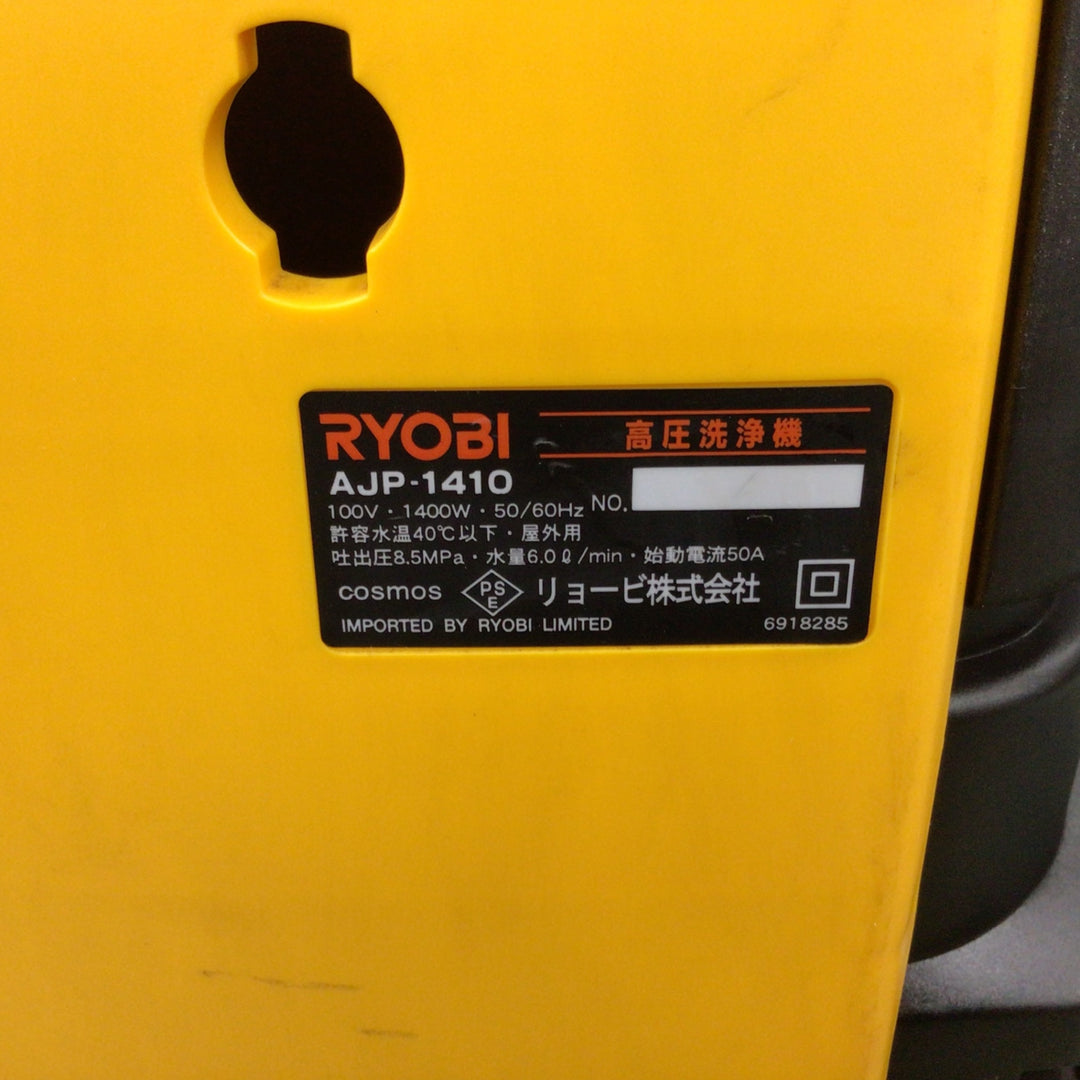 RYOBI 高圧洗浄機
AJP-1410
100V・1400W・50/60Hz NO.
許容水温40℃以下・屋外用
吐出圧8.5MPa・水量6.0ℓ/min・始動電流50A
cosmos PSE リョービ株式会社
IMPORTED BY RYOBI LIMITED 6918285